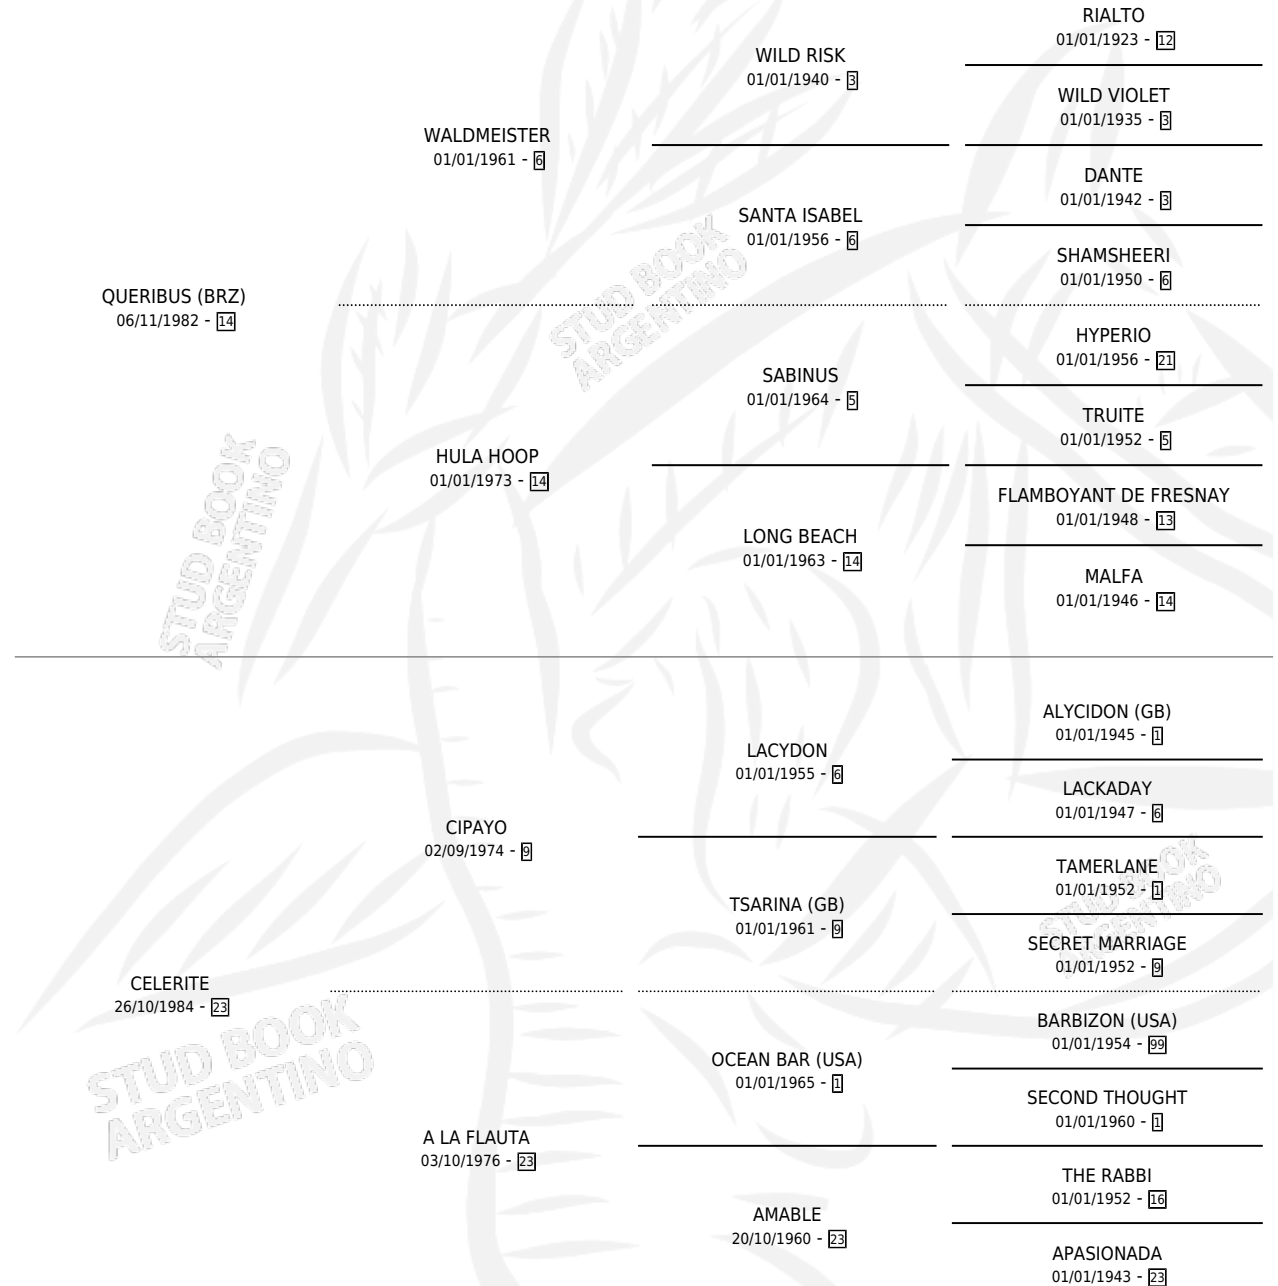 RIALTO
01/01/1923 - 12
WILD RISK
01/01/1940 - 3
WILD VIOLET
01/01/1935 - 3
WALDMEISTER
01/01/1961 - 6
DANTE
01/01/1942 - 3
SANTA ISABEL
01/01/1956 - 6
SHAMSHEERI
01/01/1950 - 6
QUERIBUS (BRZ)
06/11/1982 - 14
HYPERIO
01/01/1956 - 21
SABINUS
01/01/1964 - 5
TRUITE
01/01/1952 - 5
HULA HOOP
01/01/1973 - 14
FLAMBOYANT DE FRESNAY
01/01/1948 - 13
LONG BEACH
01/01/1963 - 14
MALFA
01/01/1946 - 14
ALYCIDON (GB)
01/01/1945 - 1
LACYDON
01/01/1955 - 6
LACKADAY
01/01/1947 - 6
CIPAYO
02/09/1974 - 9
TAMERLANE
01/01/1952 - 1
TSARINA (GB)
01/01/1961 - 9
SECRET MARRIAGE
01/01/1952 - 9
CELERITE
26/10/1984 - 23
BARBIZON (USA)
01/01/1954 - 99
OCEAN BAR (USA)
01/01/1965 - 1
SECOND THOUGHT
01/01/1960 - 1
A LA FLAUTA
03/10/1976 - 23
THE RABBI
01/01/1952 - 16
AMABLE
20/10/1960 - 23
APASIONADA
01/01/1943 - 23
STUD BOOK
ARGENTINO
STUD BOOK
ARGENTINO
STUD BOOK
ARGENTINO
STUD BOOK
ARGENTINO